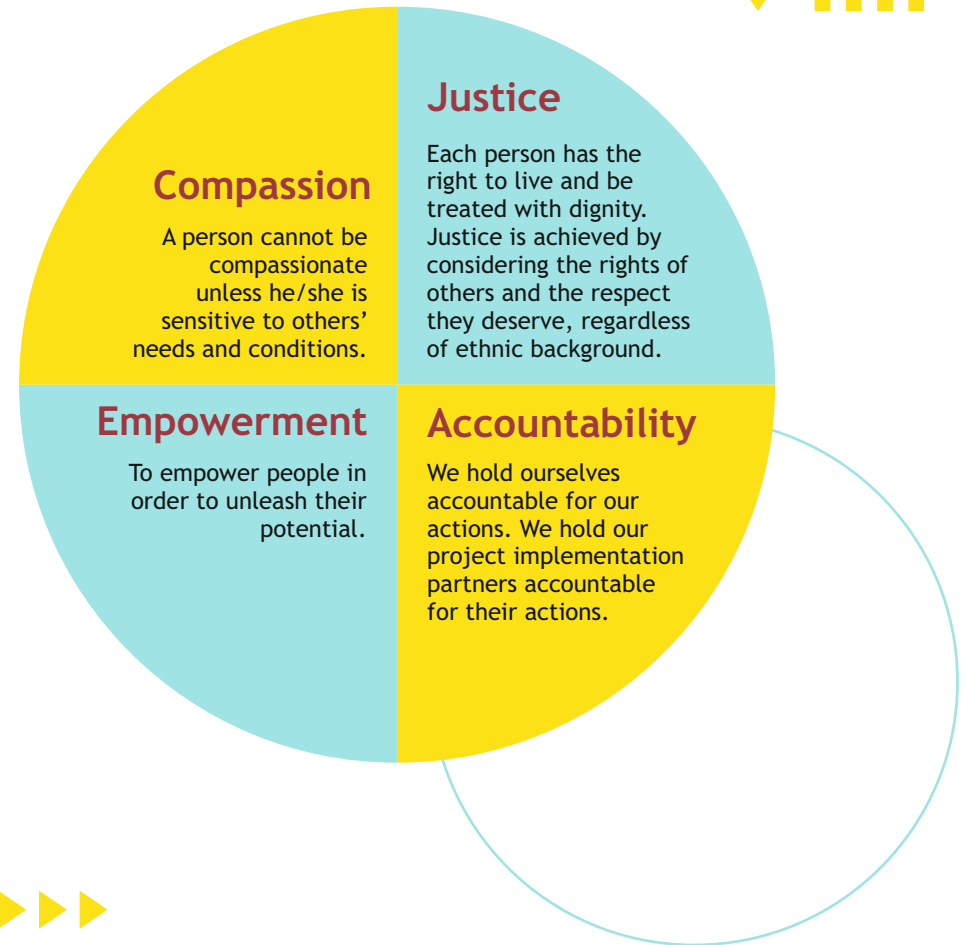 Compassion
A person cannot be
compassionate
unless he/she is
sensitive to others’
needs and conditions.
Justice
Each person has the
right to live and be
treated with dignity.
Justice is achieved by
considering the rights of
others and the respect
they deserve, regardless
of ethnic background.
Empowerment
To empower people in
order to unleash their
potential.
Accountability
We hold ourselves
accountable for our
actions. We hold our
project implementation
partners accountable
for their actions.